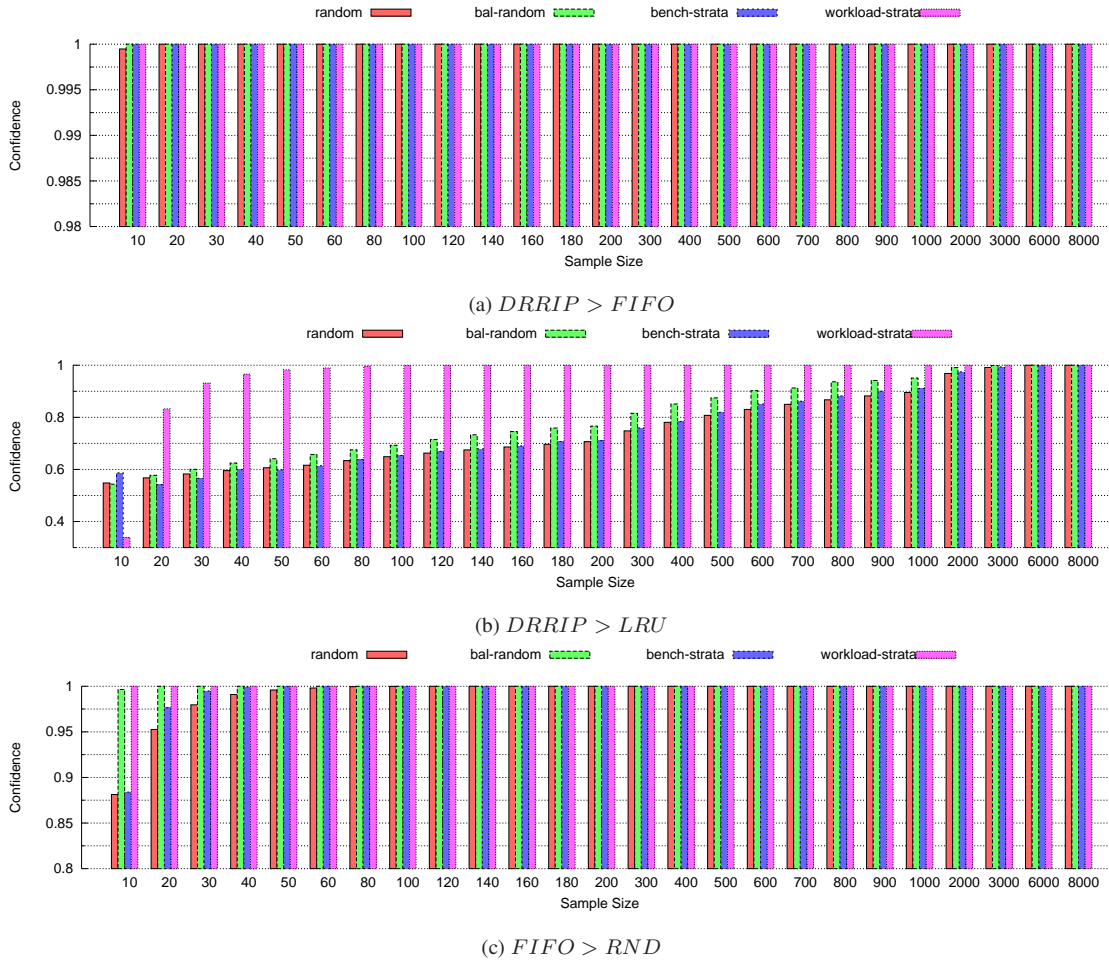 random bal-random bench-strata workload-strata
1
0.995
0.99
0.985
0.98
Confidence
10 20 30 40 50 60 80 100 120 140 160 180 200 300 400 500 600 700 800 900 1000 2000 3000 6000 8000
Sample Size
(a) DRRIP > FIFO
random bal-random bench-strata workload-strata
1
0.8
0.6
0.4
Confidence
10 20 30 40 50 60 80 100 120 140 160 180 200 300 400 500 600 700 800 900 1000 2000 3000 6000 8000
Sample Size
(b) DRRIP > LRU
random bal-random bench-strata workload-strata
1
0.95
0.9
0.85
0.8
Confidence
10 20 30 40 50 60 80 100 120 140 160 180 200 300 400 500 600 700 800 900 1000 2000 3000 6000 8000
Sample Size
(c) FIFO > RND